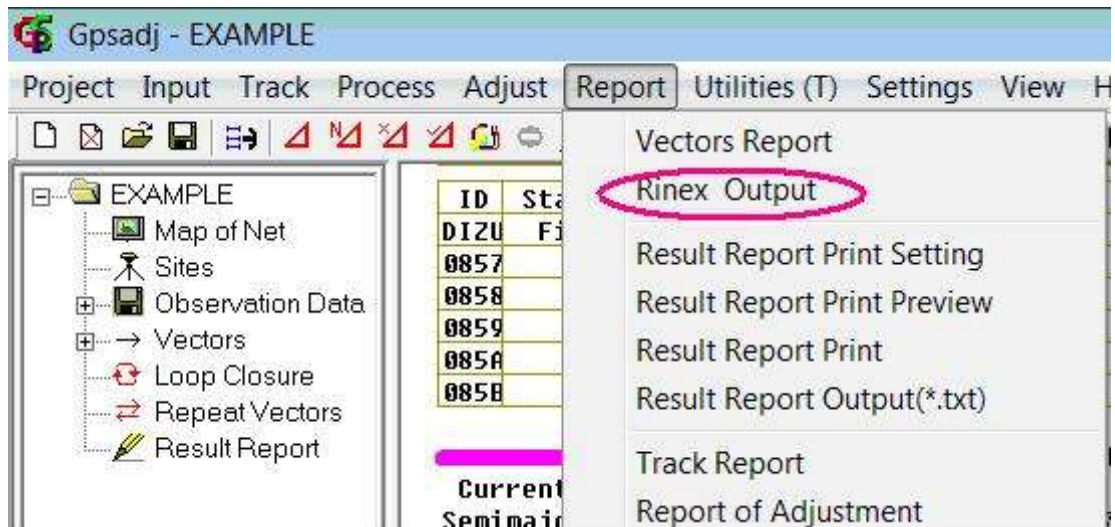 Gpsadj - EXAMPLE
Project Input Track Process Adjust Report Utilities (T) Settings View H
EXAMPLE
Map of Net
Sites
Observation Data
Vectors
Loop Closure
Repeat Vectors
Result Report
ID Sta
DIZU Fi
0857
0858
0859
085A
085B
Current
Semimajo
Vectors Report
Rinex Output
Result Report Print Setting
Result Report Print Preview
Result Report Print
Result Report Output(*.txt)
Track Report
Report of Adjustment